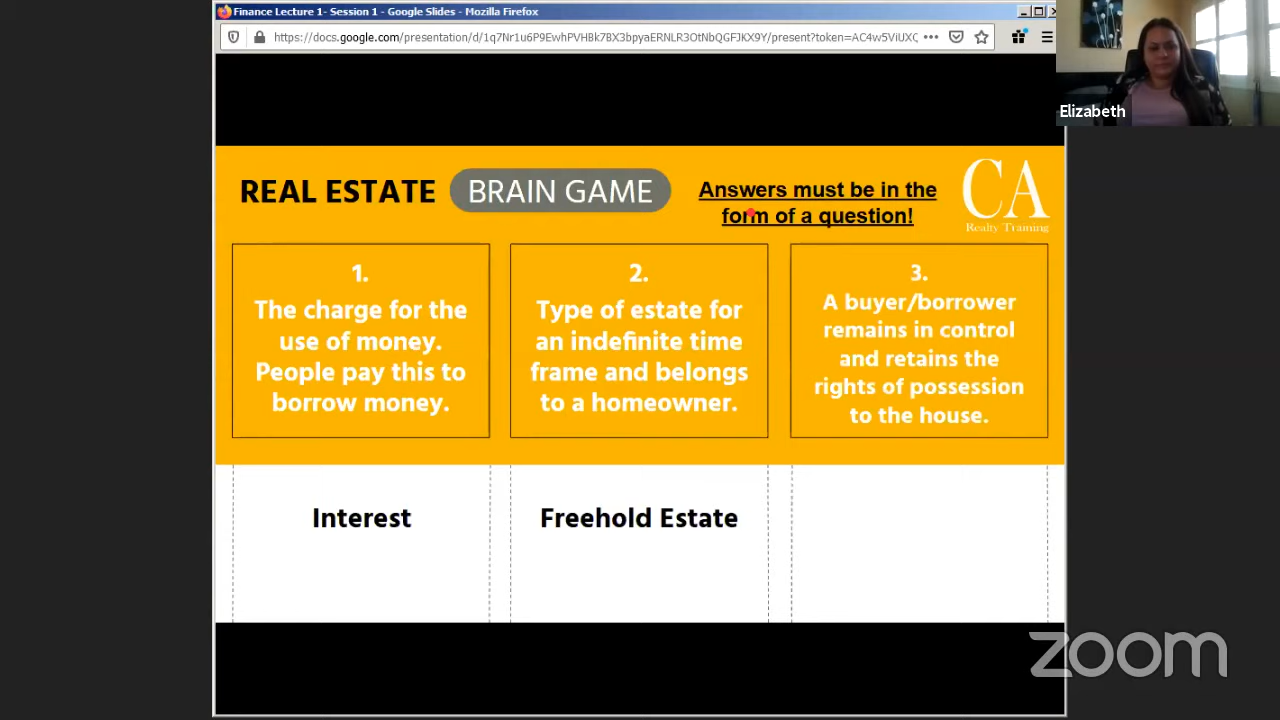 Finance Lecture 1- Session 1 - Google Slides - Mozilla Firefox
https://docs.google.com/presentation/d/1q7Nr1u6P9EwhPVHBk7BX3bpyaERNLR3OtNbQGFJKX9Y/present?token=AC4w5ViUXC
Elizabeth
REAL ESTATE BRAIN GAME
Answers must be in the
form of a question!
CA
Realty Training
1.
The charge for the
use of money.
People pay this to
borrow money.
2.
Type of estate for
an indefinite time
frame and belongs
to a homeowner.
3.
A buyer/borrower
remains in control
and retains the
rights of possession
to the house.
Interest
Freehold Estate
zoom